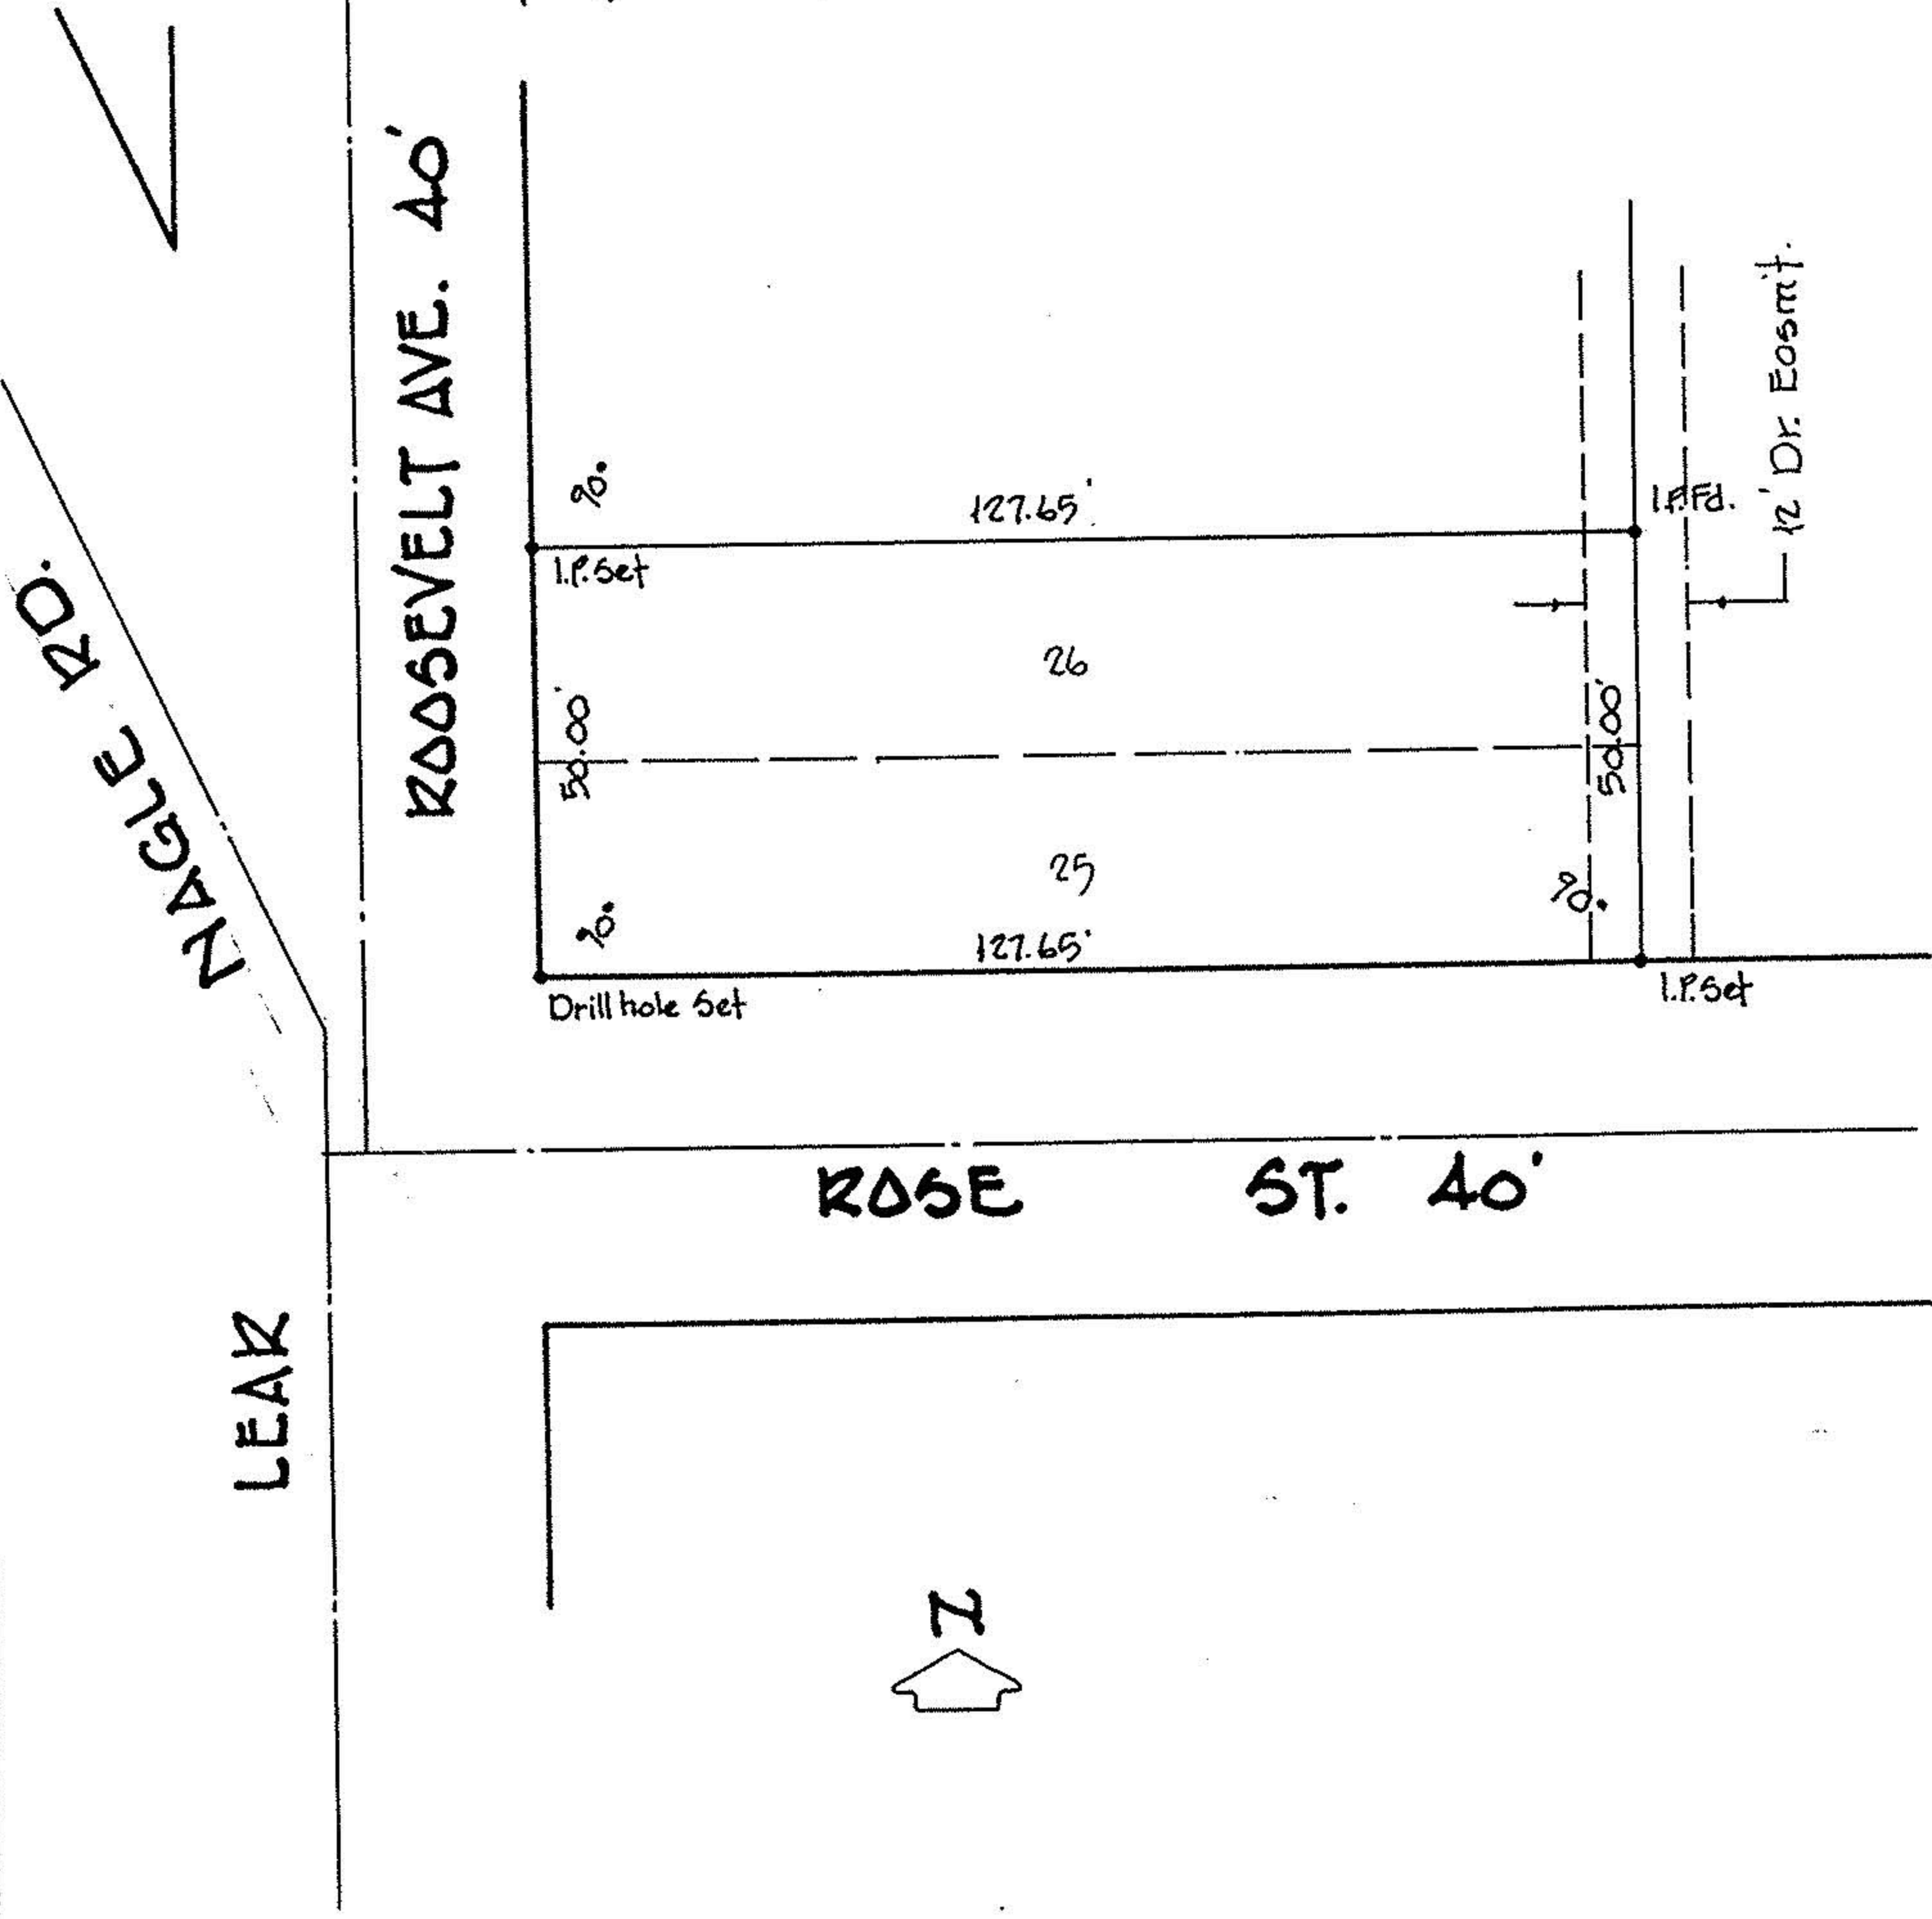 ROOSEVELT AVE. 40'
NAGLE RD.
90°
127.65'
I.P. Fd.
12' Dr. Easm't.
I.P. Set
26
50.00'
50.00'
25
90°
90°
127.65'
Drill hole Set
I.P. Set
ROSE ST. 40'
LEAR
N